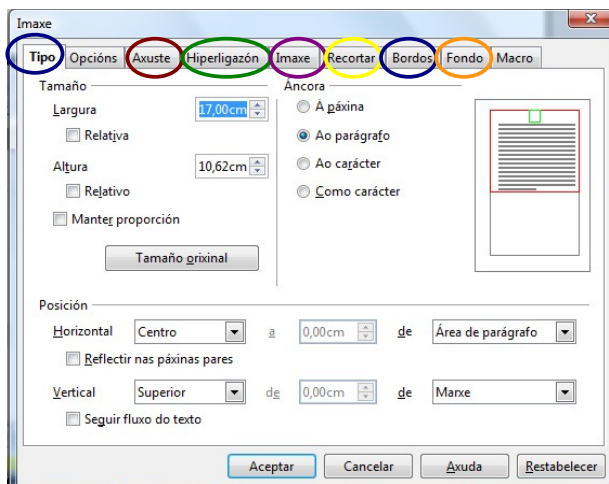 Imaxe
Tipo Opcións Axuste Hiperligazón Imaxe Recortar Bordos Fondo Macro
Tamaño
Largura 17,00cm
Relativa
Altura 10,62cm
Relativo
Manter proporción
Tamaño orixinal
Áncora
Á páxina
Ao parágrafo
Ao carácter
Como carácter
Posición
Horizontal Centro a 0,00cm de Área de parágrafo
Reflectir nas páxinas pares
Vertical Superior de 0,00cm de Marxe
Seguir fluxo do texto
Aceptar Cancelar Axuda Restabelecer